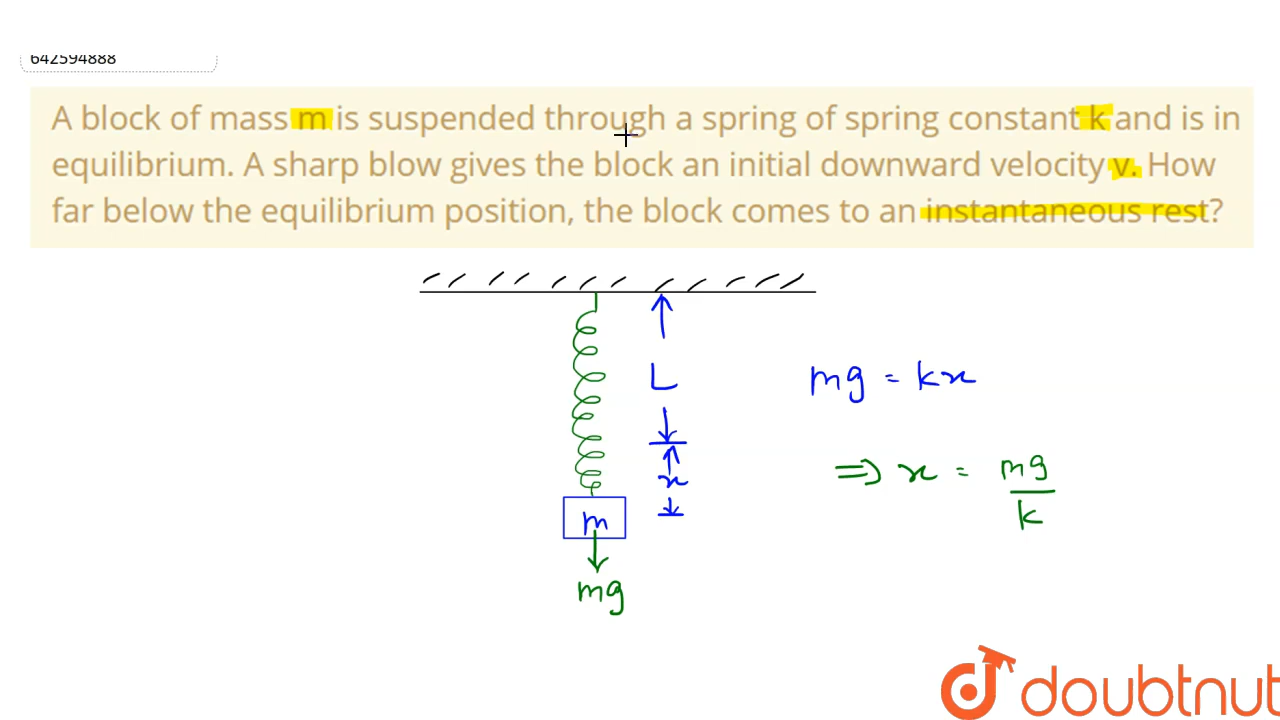 642594888
A block of mass m is suspended through a spring of spring constant k and is in
equilibrium. A sharp blow gives the block an initial downward velocity v. How
far below the equilibrium position, the block comes to an instantaneous rest?
L
mg = kx
x
⇒ x = mg/k
m
mg
doubtnut